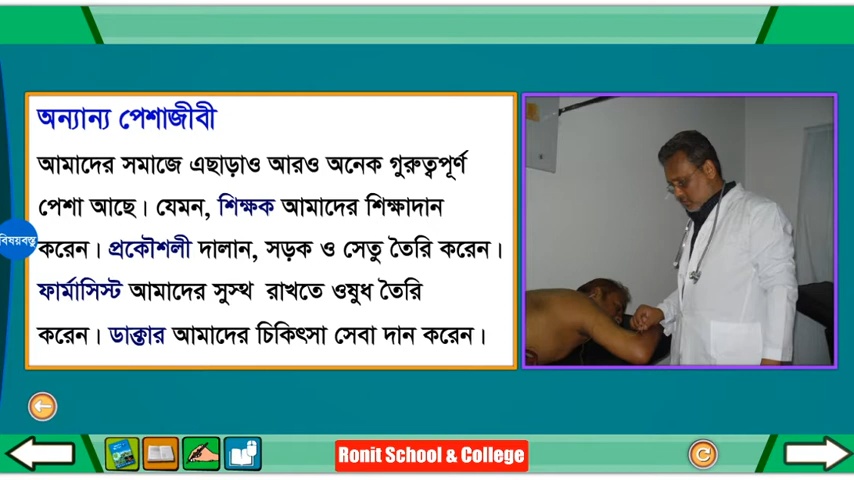 অন্যান্য পেশাজীবী
আমাদের সমাজে এছাড়াও আরও অনেক গুরুত্বপূর্ণ
পেশা আছে। যেমন, শিক্ষক আমাদের শিক্ষাদান
করেন। প্রকৌশলী দালান, সড়ক ও সেতু তৈরি করেন।
ফার্মাসিস্ট আমাদের সুস্থ রাখতে ওষুধ তৈরি
করেন। ডাক্তার আমাদের চিকিৎসা সেবা দান করেন।
বিষয়বস্তু
Ronit School & College